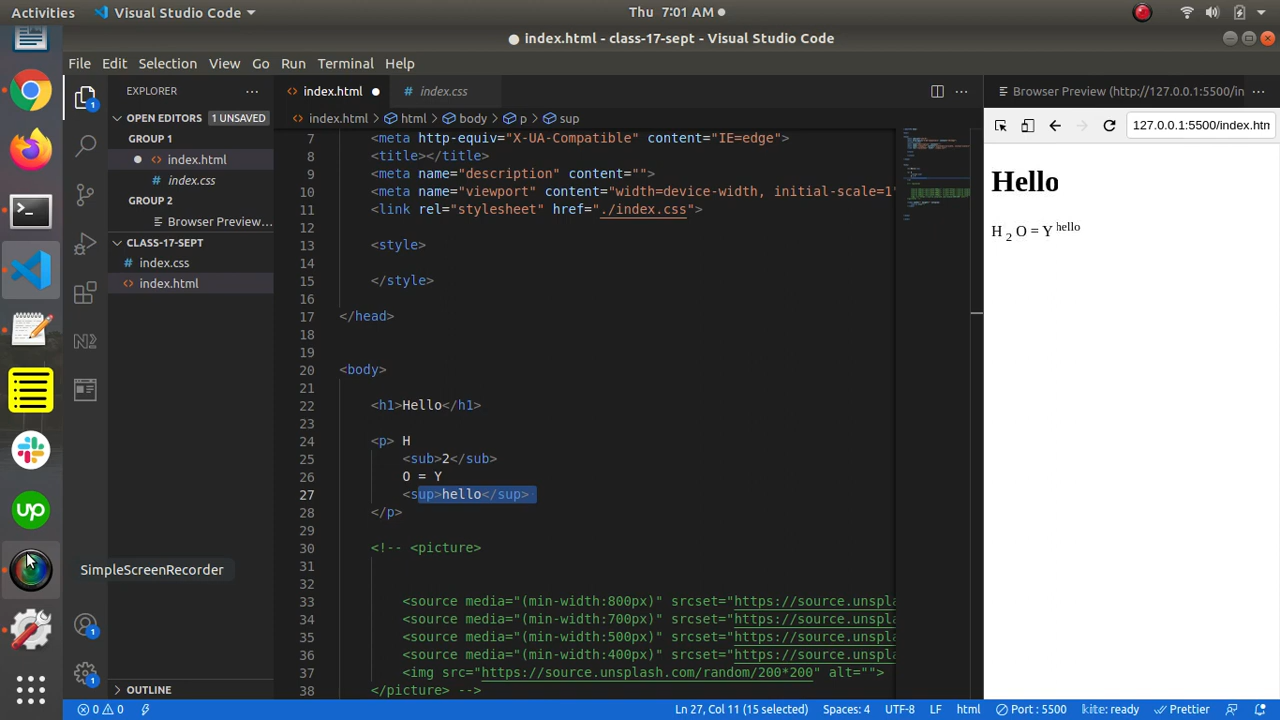 Activities
Visual Studio Code
Thu 7:01 AM
index.html - class-17-sept - Visual Studio Code
File Edit Selection View Go Run Terminal Help
EXPLORER
OPEN EDITORS 1 UNSAVED
GROUP 1
index.html
index.css
GROUP 2
Browser Preview...
CLASS-17-SEPT
index.css
index.html
OUTLINE
1
1
1
SimpleScreenRecorder
up
index.html
index.css
index.html > html > body > p > sup
7 <meta http-equiv="X-UA-Compatible" content="IE=edge">
8 <title></title>
9 <meta name="description" content="">
10 <meta name="viewport" content="width=device-width, initial-scale=1"
11 <link rel="stylesheet" href="./index.css">
12
13 <style>
14
15 </style>
16
17 </head>
18
19
20 <body>
21
22 <h1>Hello</h1>
23
24 <p> H
25 <sub>2</sub>
26 O = Y
27 <sup>hello</sup>
28 </p>
29
30 <!-- <picture>
31
32
33 <source media="(min-width:800px)" srcset="https://source.unspla
34 <source media="(min-width:700px)" srcset="https://source.unspla
35 <source media="(min-width:500px)" srcset="https://source.unspla
36 <source media="(min-width:400px)" srcset="https://source.unspla
37 <img src="https://source.unsplash.com/random/200*200" alt="">
38 </picture> -->
Browser Preview (http://127.0.0.1:5500/in
127.0.0.1:5500/index.htm
Hello
H 2 O = Y hello
0 0
Ln 27, Col 11 (15 selected)
Spaces: 4
UTF-8
LF
html
Port : 5500
kite: ready
Prettier